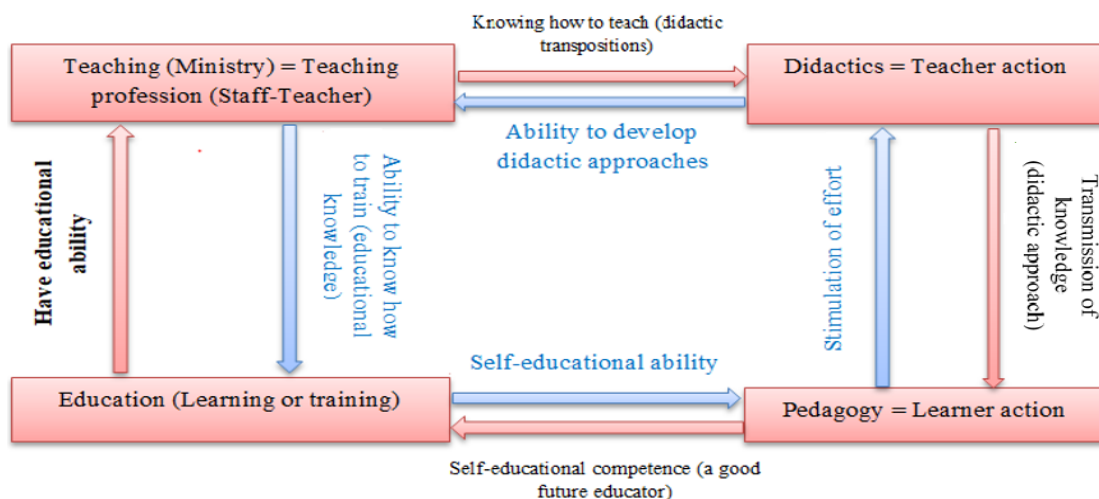 Knowing how to teach (didactic
transpositions)
Teaching (Ministry) = Teaching
profession (Staff-Teacher)
Didactics = Teacher action
Ability to develop
didactic approaches
Have educational
ability
Ability to know how
to train (educational
knowledge)
Stimulation of effort
Transmission of
knowledge
(didactic approach)
Self-educational ability
Education (Learning or training)
Pedagogy = Learner action
Self-educational competence (a good
future educator)